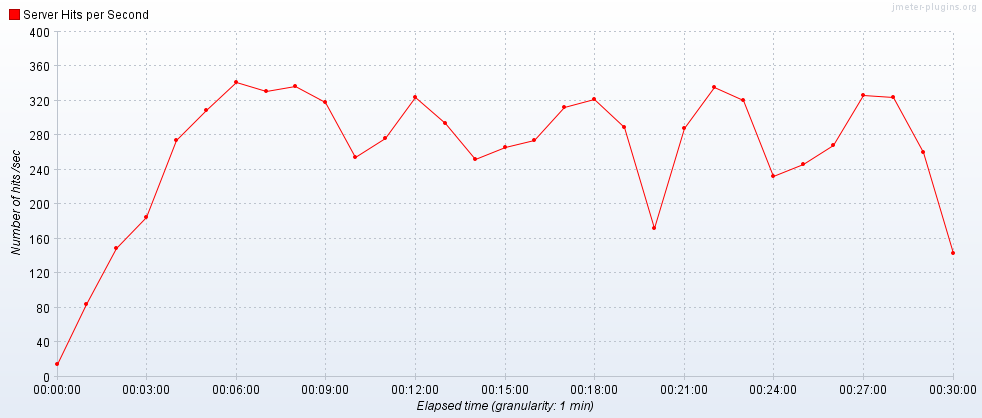 jmeter-plugins.org
Server Hits per Second
400
360
320
280
240
200
160
120
80
40
0
Number of hits /sec
00:00:00 00:03:00 00:06:00 00:09:00 00:12:00 00:15:00 00:18:00 00:21:00 00:24:00 00:27:00 00:30:00
Elapsed time (granularity: 1 min)